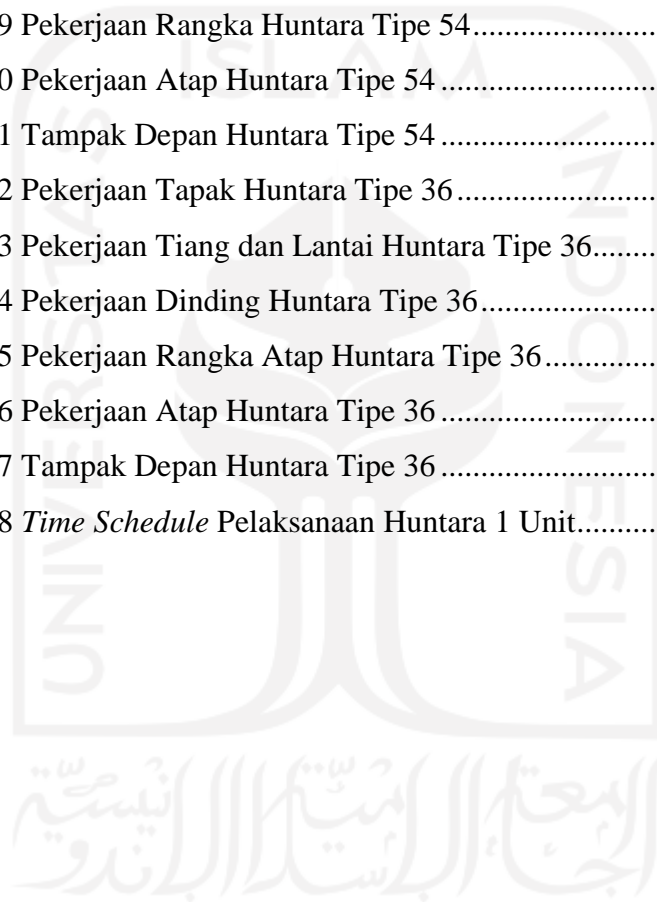 9 Pekerjaan Rangka Huntara Tipe 54..........................
0 Pekerjaan Atap Huntara Tipe 54..............................
1 Tampak Depan Huntara Tipe 54..............................
2 Pekerjaan Tapak Huntara Tipe 36............................
3 Pekerjaan Tiang dan Lantai Huntara Tipe 36.......
4 Pekerjaan Dinding Huntara Tipe 36........................
5 Pekerjaan Rangka Atap Huntara Tipe 36...............
6 Pekerjaan Atap Huntara Tipe 36..............................
7 Tampak Depan Huntara Tipe 36..............................
8 Time Schedule Pelaksanaan Huntara 1 Unit..........
UNIVERSITAS
ISLAM
INDONESIA